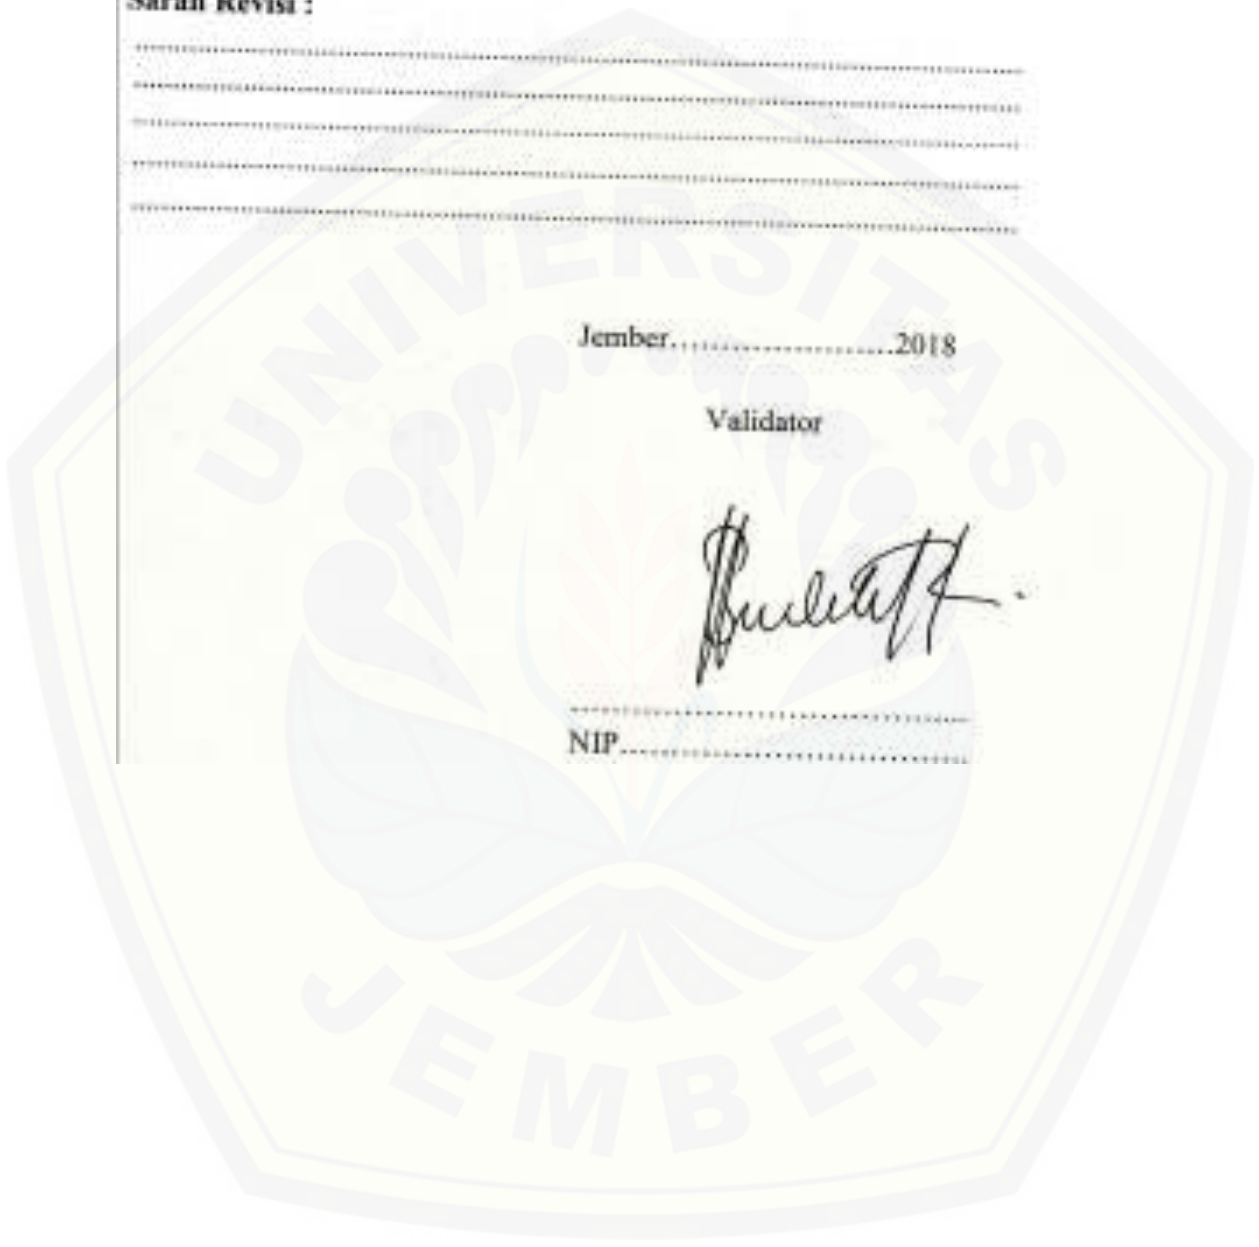 Saran Revisi :
........................................................................
........................................................................
........................................................................
........................................................................
........................................................................
Jember..............................2018
Validator
........................................................
NIP..................................................
UNIVERSITAS
JEMBER